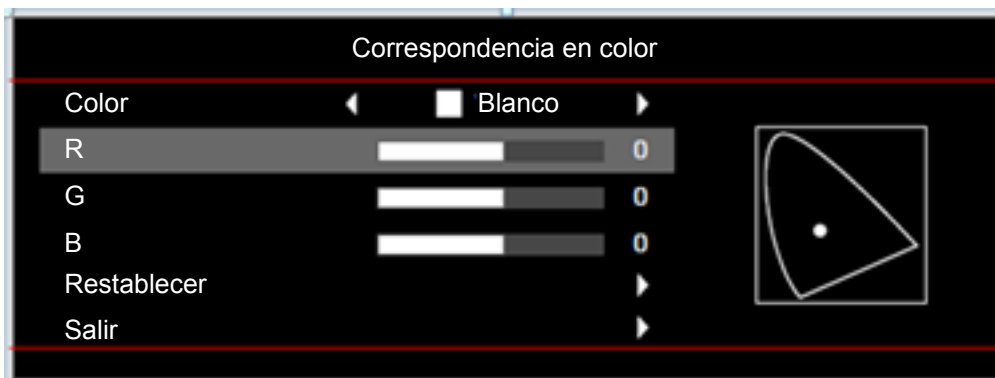 Correspondencia en color
Color Blanco
R 0
G 0
B 0
Restablecer
Salir